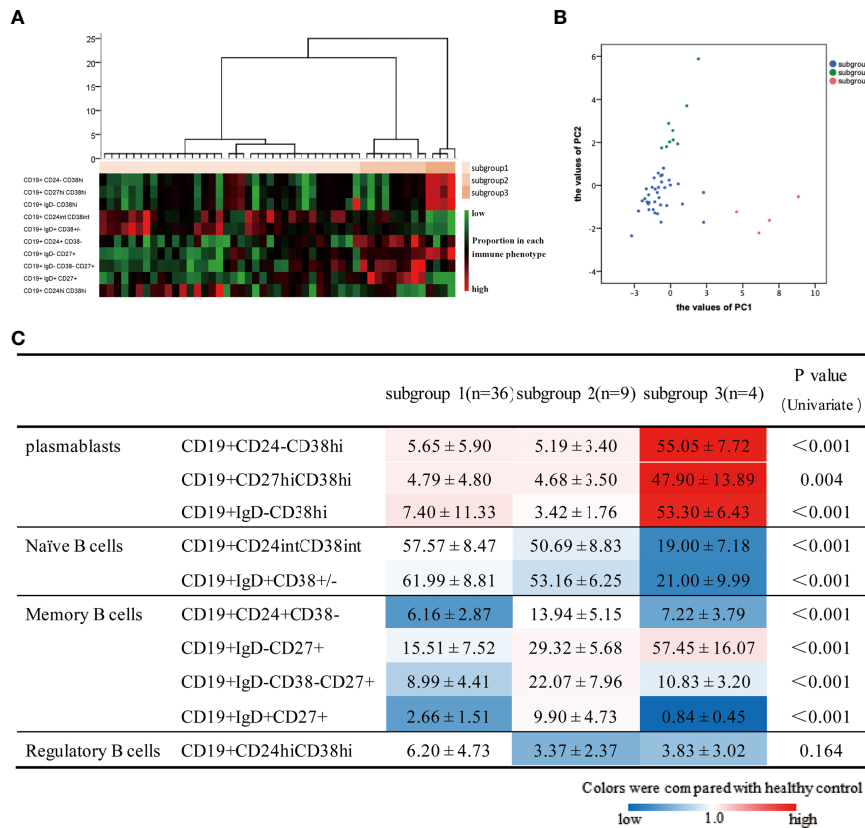 A
25
20
15
10
5
0
subgroup1
subgroup2
subgroup3
CD19+ CD24- CD38hi
CD19+ CD27hi CD38hi
CD19+ IgD- CD38hi
CD19+ CD24int CD38int
CD19+ IgD+ CD38+/-
CD19+ CD24+ CD38-
CD19+ IgD- CD27+
CD19+ IgD- CD38- CD27+
CD19+ IgD+ CD27+
CD19+ CD24hi CD38hi
low
Proportion in each
immune phenotype
high
B
the values of PC2
6
4
2
0
-2
-4
-3 0 3 5 8 10
the values of PC1
subgrou
subgrou
subgrou
C
subgroup 1(n=36) subgroup 2(n=9) subgroup 3(n=4) P value
(Univariate)
plasmablasts CD19+CD24-CD38hi 5.65 ± 5.90 5.19 ± 3.40 55.05 ± 7.72 <0.001
CD19+CD27hiCD38hi 4.79 ± 4.80 4.68 ± 3.50 47.90 ± 13.89 0.004
CD19+IgD-CD38hi 7.40 ± 11.33 3.42 ± 1.76 53.30 ± 6.43 <0.001
Naïve B cells CD19+CD24intCD38int 57.57 ± 8.47 50.69 ± 8.83 19.00 ± 7.18 <0.001
CD19+IgD+CD38+/- 61.99 ± 8.81 53.16 ± 6.25 21.00 ± 9.99 <0.001
Memory B cells CD19+CD24+CD38- 6.16 ± 2.87 13.94 ± 5.15 7.22 ± 3.79 <0.001
CD19+IgD-CD27+ 15.51 ± 7.52 29.32 ± 5.68 57.45 ± 16.07 <0.001
CD19+IgD-CD38-CD27+ 8.99 ± 4.41 22.07 ± 7.96 10.83 ± 3.20 <0.001
CD19+IgD+CD27+ 2.66 ± 1.51 9.90 ± 4.73 0.84 ± 0.45 <0.001
Regulatory B cells CD19+CD24hiCD38hi 6.20 ± 4.73 3.37 ± 2.37 3.83 ± 3.02 0.164
Colors were compared with healthy control
low 1.0 high